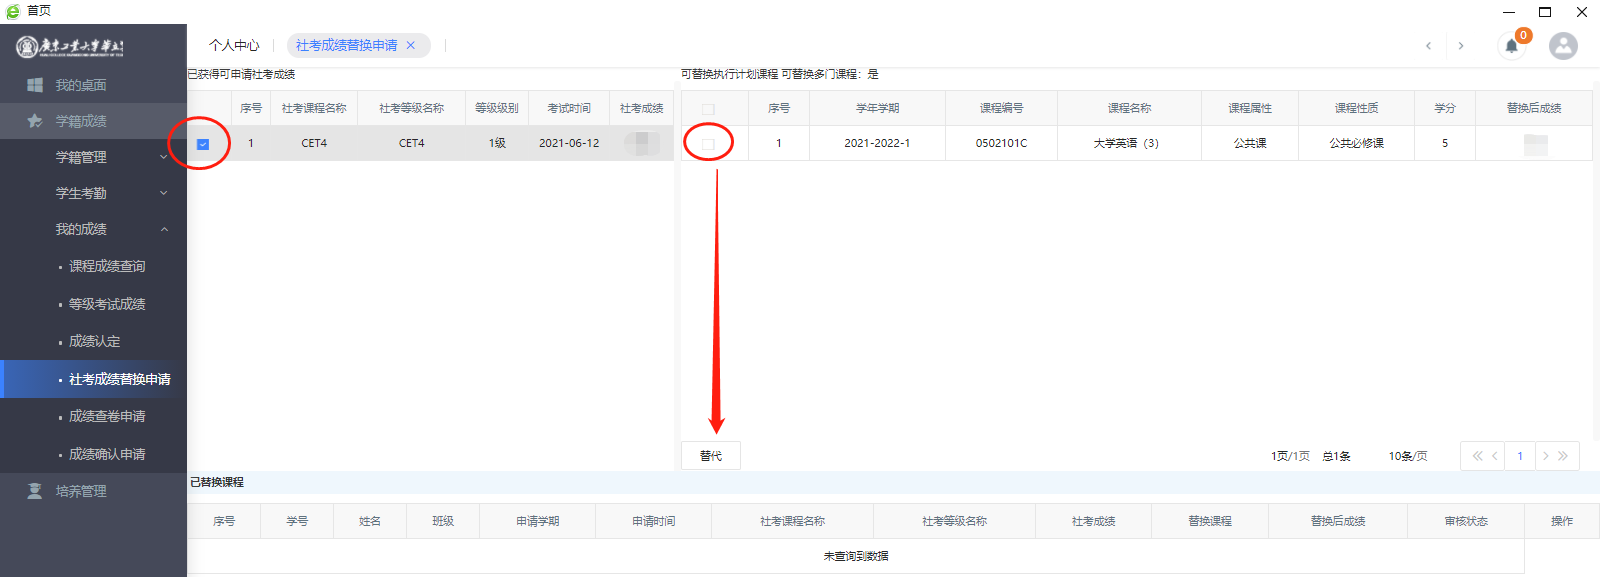 首页
个人中心
社考成绩替换申请
0
我的桌面
学籍成绩
学籍管理
学生考勤
我的成绩
课程成绩查询
等级考试成绩
成绩认定
社考成绩替换申请
成绩查卷申请
成绩确认申请
培养管理
已获得可申请社考成绩
序号 社考课程名称 社考等级名称 等级级别 考试时间 社考成绩
1 CET4 CET4 1级 2021-06-12
可替换执行计划课程 可替换多门课程：是
序号 学年学期 课程编号 课程名称 课程属性 课程性质 学分 替换后成绩
1 2021-2022-1 0502101C 大学英语（3） 公共课 公共必修课 5
替代
1页/1页 总1条 10条/页 1
已替换课程
序号 学号 姓名 班级 申请学期 申请时间 社考课程名称 社考等级名称 社考成绩 替换课程 替换后成绩 审核状态 操作
未查询到数据